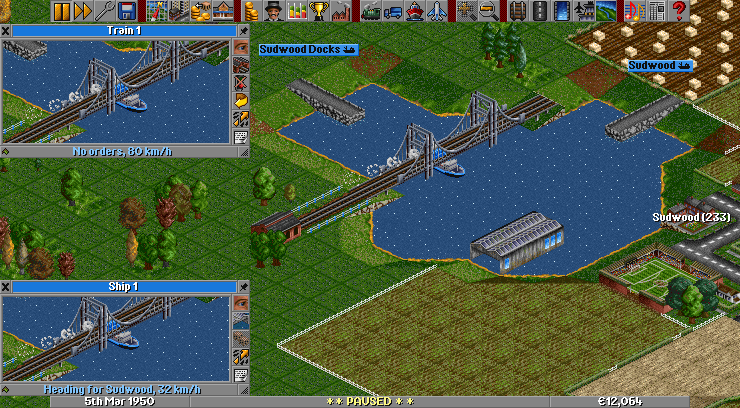 Train 1
No orders, 80 km/h
Sudwood Docks
Sudwood
Sudwood (233)
Ship 1
Heading for Sudwood, 32 km/h
5th Mar 1950
* * PAUSED * *
€12,064